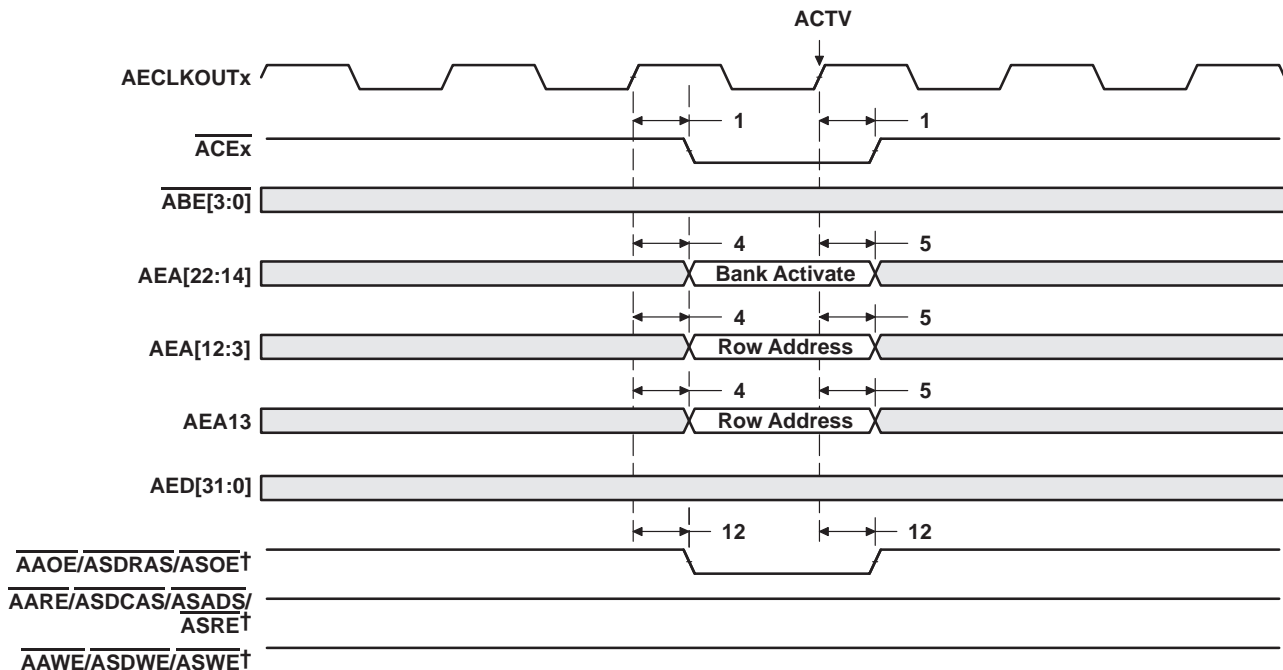 ACTV
AECLKOUTx
1 1
ACEx
ABE[3:0]
4 5
AEA[22:14] Bank Activate
4 5
AEA[12:3] Row Address
4 5
AEA13 Row Address
AED[31:0]
12 12
AAOE/ASDRAS/ASOE†
AARE/ASDCAS/ASADS/
ASRE†
AAWE/ASDWE/ASWE†